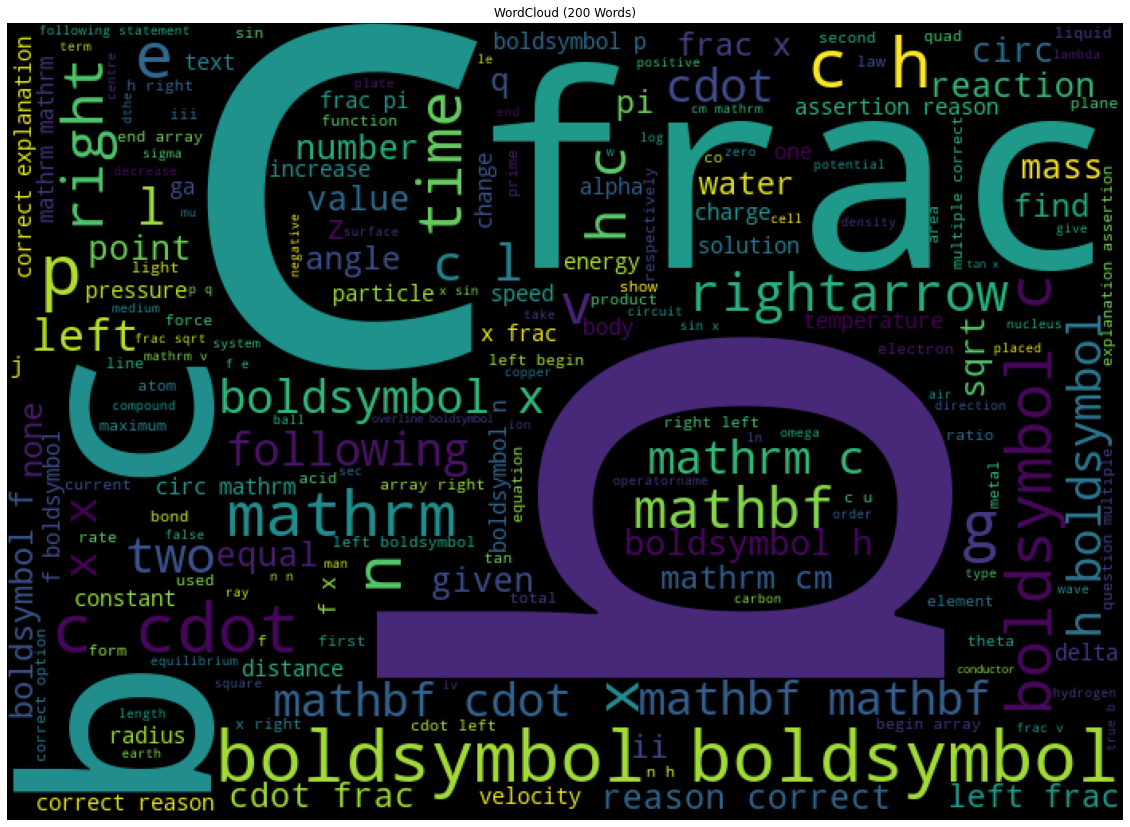 WordCloud (200 Words)
following statement
sin
boldsymbol p
frac x
second
quad
liquid
term
e
text
le
positive
law
lambda
correct explanation
mathrm mathrm
right
centre
h right
dthe
iii
plate
frac pi
function
q
cdot
c h
circ
reaction
C
frac
time
pi
end
cm mathrm
assertion reason
plane
end array
sigma
decrease
number
increase
value
change
prime
h c
w
log
co
zero
one
potential
multiple correct
mass
find
give
l
ga
mu
alpha
water
charge
cell
density
area
explanation assertion
point
light
negative
z
surface
angle
c l
energy
respectively
solution
tan x
p
pressure
p q
particle
x sin
speed
v
product
show
rightarrow
c
medium
force
take
circuit
body
sin x
temperature
nucleus
left
frac sqrt
system
x frac
electron
sqrt
placed
boldsymbol
j
mathrm v
f e
left begin
copper
line
atom
compound
maximum
c
boldsymbol x
b
air
direction
boldsymbol
none
ball
overline boldsymbol
ion
boldsymbol n
right left
ln
omega
ratio
following
mathrm c
operatorname
f boldsymbol
current
circ mathrm
acid
sec
array right
equation
mathbf
c u
order
metal
question multiple
x x
bond
rate
false
mathrm
left boldsymbol
boldsymbol h
g
two
equal
n
tan
used
n n
man
f x
given
mathrm cm
type
wave
h
boldsymbol f
constant
ray
total
carbon
element
c cdot
form
f
first
theta
delta
correct option
equilibrium
distance
conductor
square
mathbf cdot
iv
x
mathbf mathbf
hydrogen
b
length
radius
earth
x right
cdot left
begin array
frac v
true b
boldsymbol boldsymbol
ii
n h
correct reason
cdot frac
velocity
reason correct
left frac